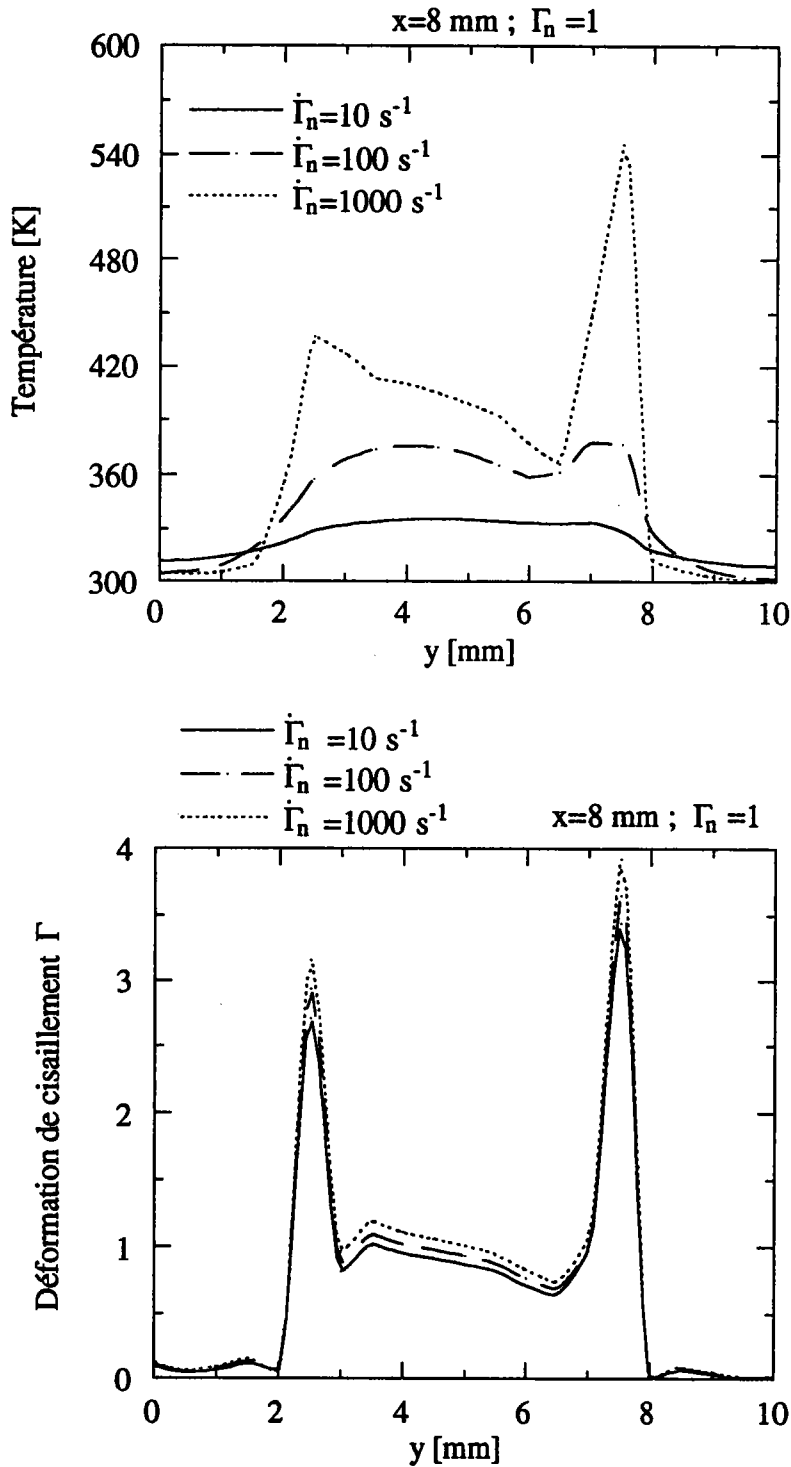 x=8 mm ; Γₙ =1
600
540
480
420
360
300
Température [K]
Γ̇ₙ=10 s⁻¹
Γ̇ₙ=100 s⁻¹
Γ̇ₙ=1000 s⁻¹
0 2 4 6 8 10
y [mm]
Γ̇ₙ =10 s⁻¹
Γ̇ₙ =100 s⁻¹
Γ̇ₙ =1000 s⁻¹
x=8 mm ; Γₙ =1
4
3
2
1
0
Déformation de cisaillement Γ
0 2 4 6 8 10
y [mm]